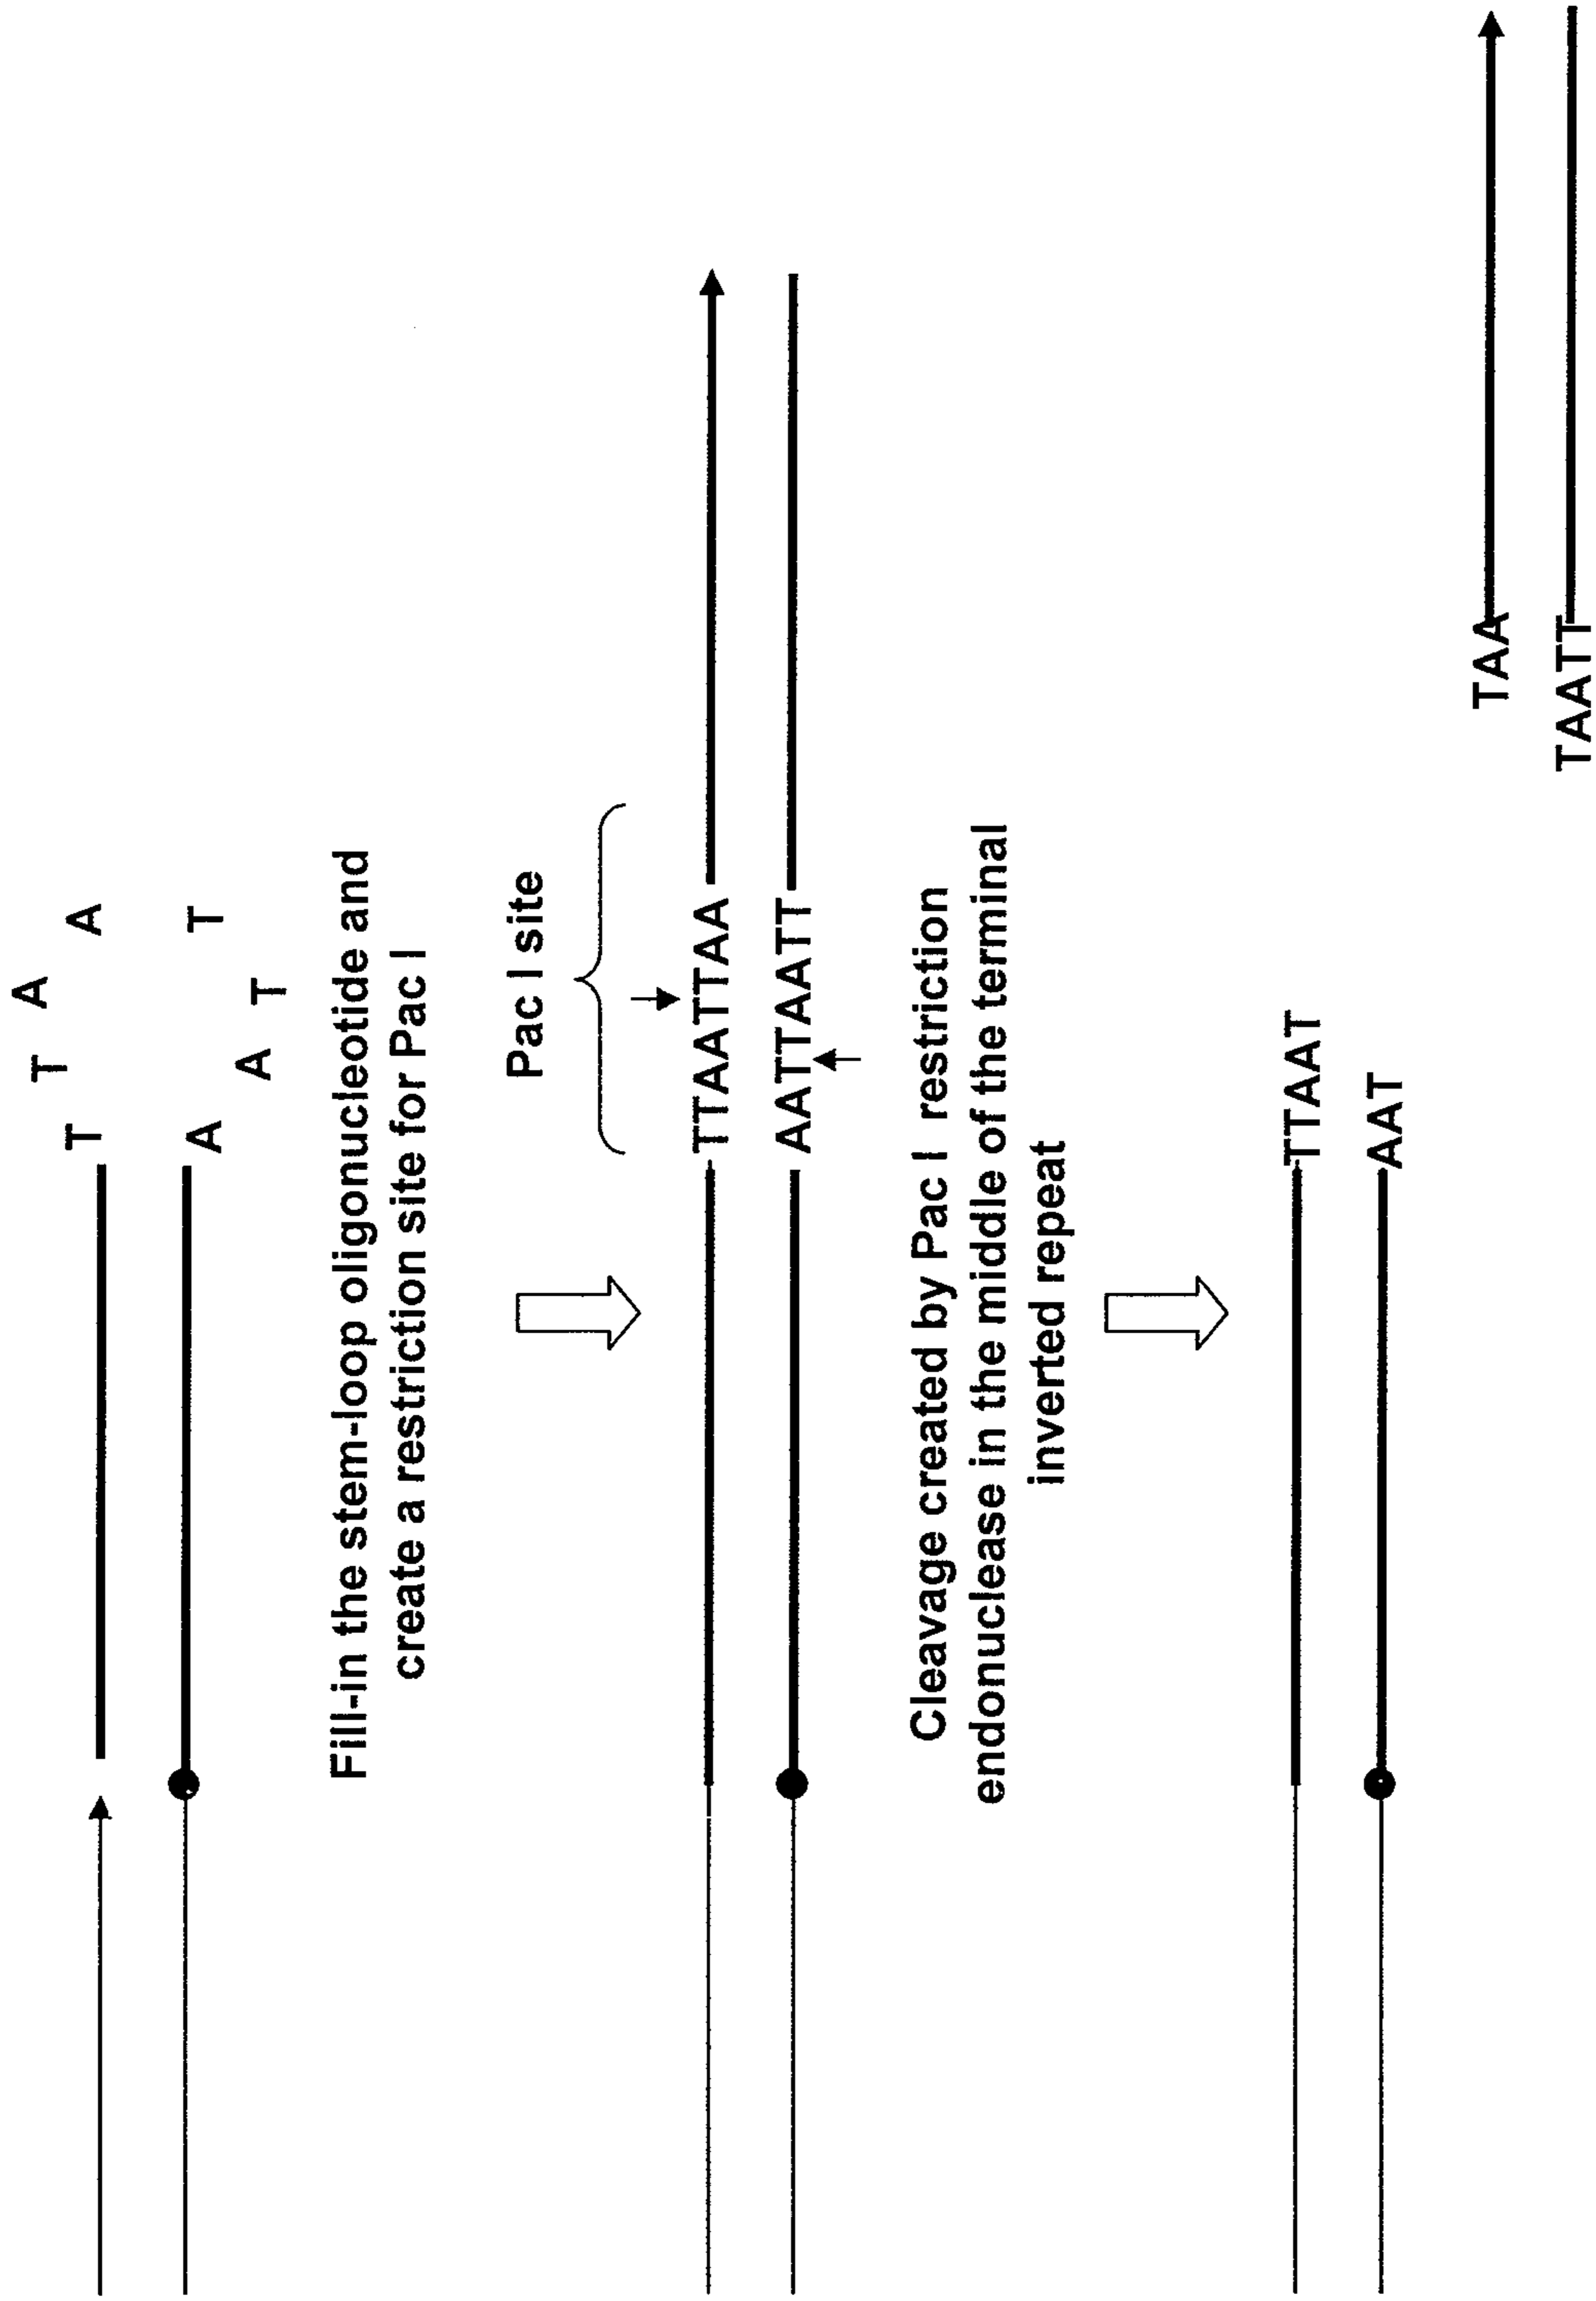 T T A A
A A T T
Fill-in the stem-loop oligonucleotide and
create a restriction site for Pac I
Pac I site
TTAATTAA
AATTAATT
Cleavage created by Pac I restriction
endonuclease in the middle of the terminal
inverted repeat
TTAAT
AAT
TAA
TAATT